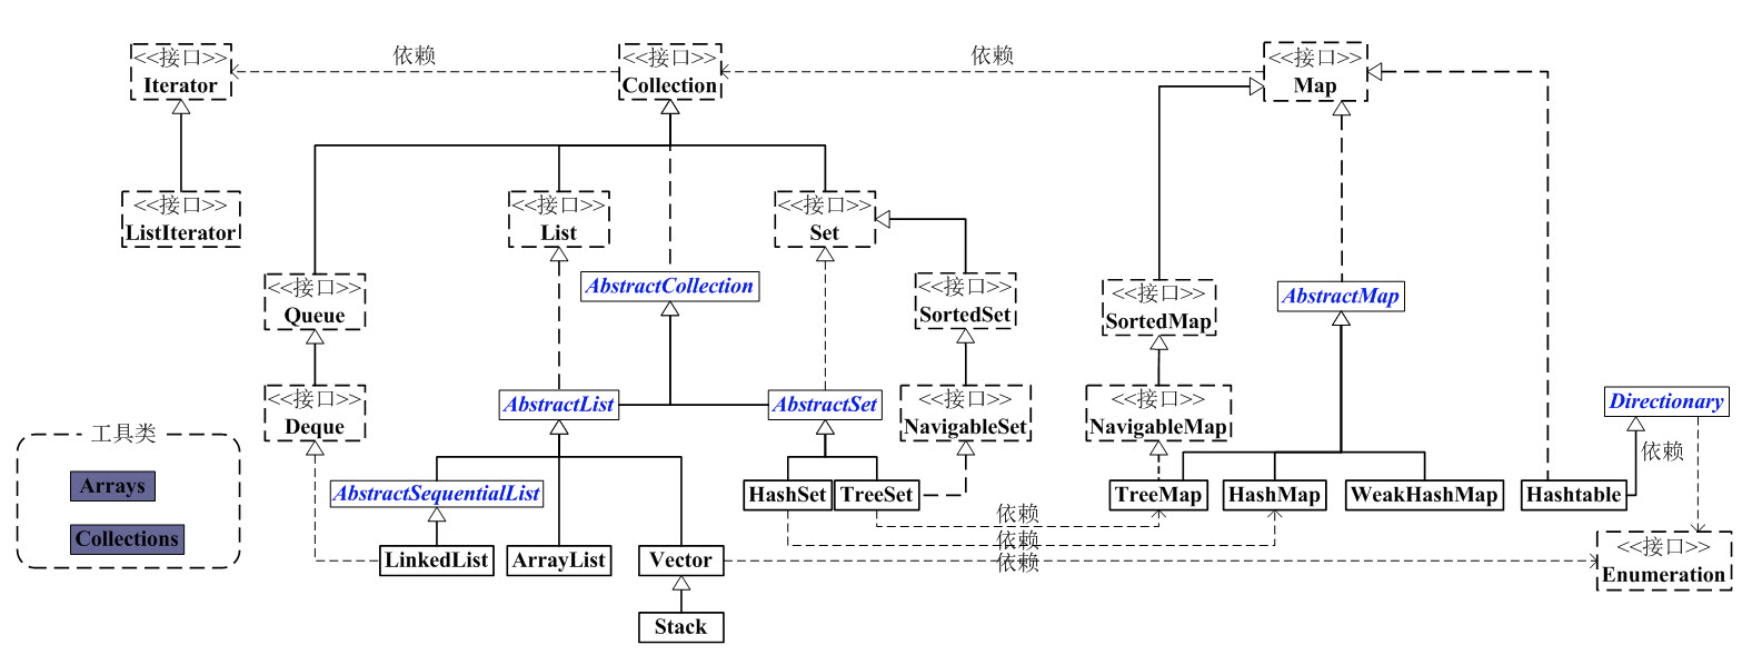 依赖
依赖
<<接口>>
Iterator
<<接口>>
Collection
<<接口>>
Map
<<接口>>
ListIterator
<<接口>>
List
<<接口>>
Set
<<接口>>
Queue
AbstractCollection
<<接口>>
SortedSet
<<接口>>
SortedMap
AbstractMap
<<接口>>
Deque
AbstractList
AbstractSet
<<接口>>
NavigableSet
<<接口>>
NavigableMap
Directionary
依赖
工具类
Arrays
Collections
AbstractSequentialList
HashSet
TreeSet
TreeMap
HashMap
WeakHashMap
Hashtable
依赖
依赖
依赖
LinkedList
ArrayList
Vector
<<接口>>
Enumeration
Stack